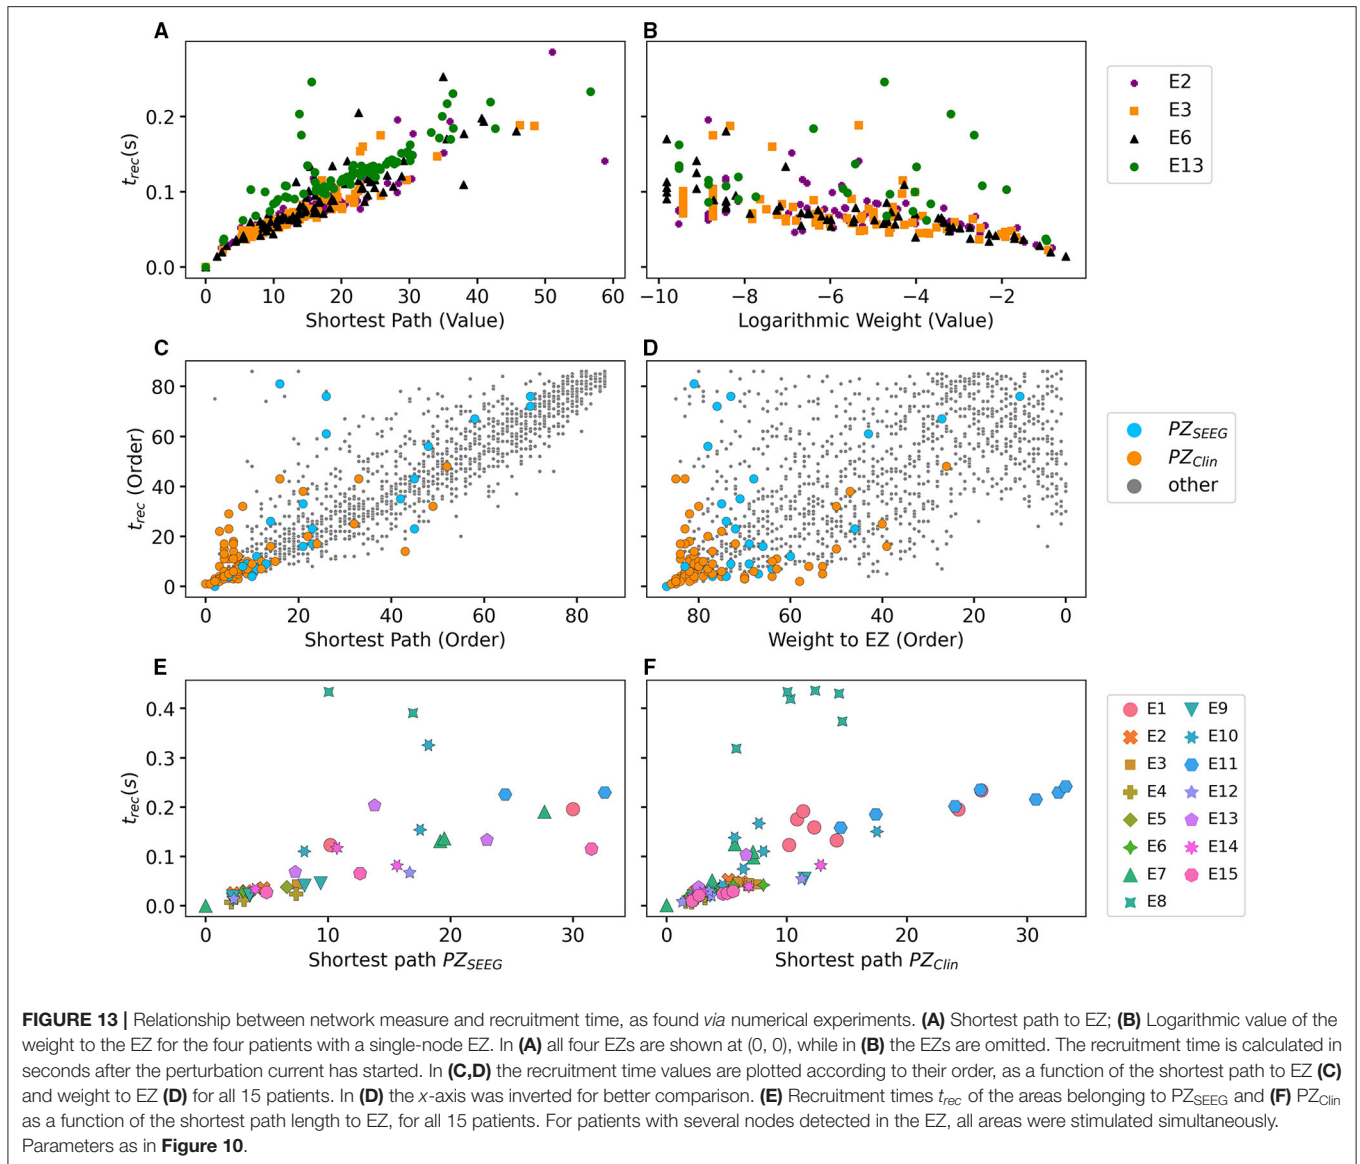 A
B
0.2
0.1
0.0
t_rec(s)
0 10 20 30 40 50 60
Shortest Path (Value)
−10 −8 −6 −4 −2
Logarithmic Weight (Value)
E2
E3
E6
E13
C
D
80
60
40
20
0
t_rec (Order)
0 20 40 60 80
Shortest Path (Order)
80 60 40 20 0
Weight to EZ (Order)
PZ_SEEG
PZ_Clin
other
E
F
0.4
0.3
0.2
0.1
0.0
t_rec(s)
0 10 20 30
Shortest path PZ_SEEG
0 10 20 30
Shortest path PZ_Clin
E1 E9
E2 E10
E3 E11
E4 E12
E5 E13
E6 E14
E7 E15
E8
FIGURE 13 | Relationship between network measure and recruitment time, as found via numerical experiments. (A) Shortest path to EZ; (B) Logarithmic value of the
weight to the EZ for the four patients with a single-node EZ. In (A) all four EZs are shown at (0, 0), while in (B) the EZs are omitted. The recruitment time is calculated in
seconds after the perturbation current has started. In (C,D) the recruitment time values are plotted according to their order, as a function of the shortest path to EZ (C)
and weight to EZ (D) for all 15 patients. In (D) the x-axis was inverted for better comparison. (E) Recruitment times t_rec of the areas belonging to PZ_SEEG and (F) PZ_Clin
as a function of the shortest path length to EZ, for all 15 patients. For patients with several nodes detected in the EZ, all areas were stimulated simultaneously.
Parameters as in Figure 10.